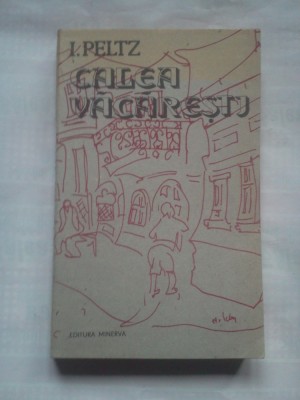 I. PELTZ
CALEA
VĂCĂREȘTI
EDITURA MINERVA